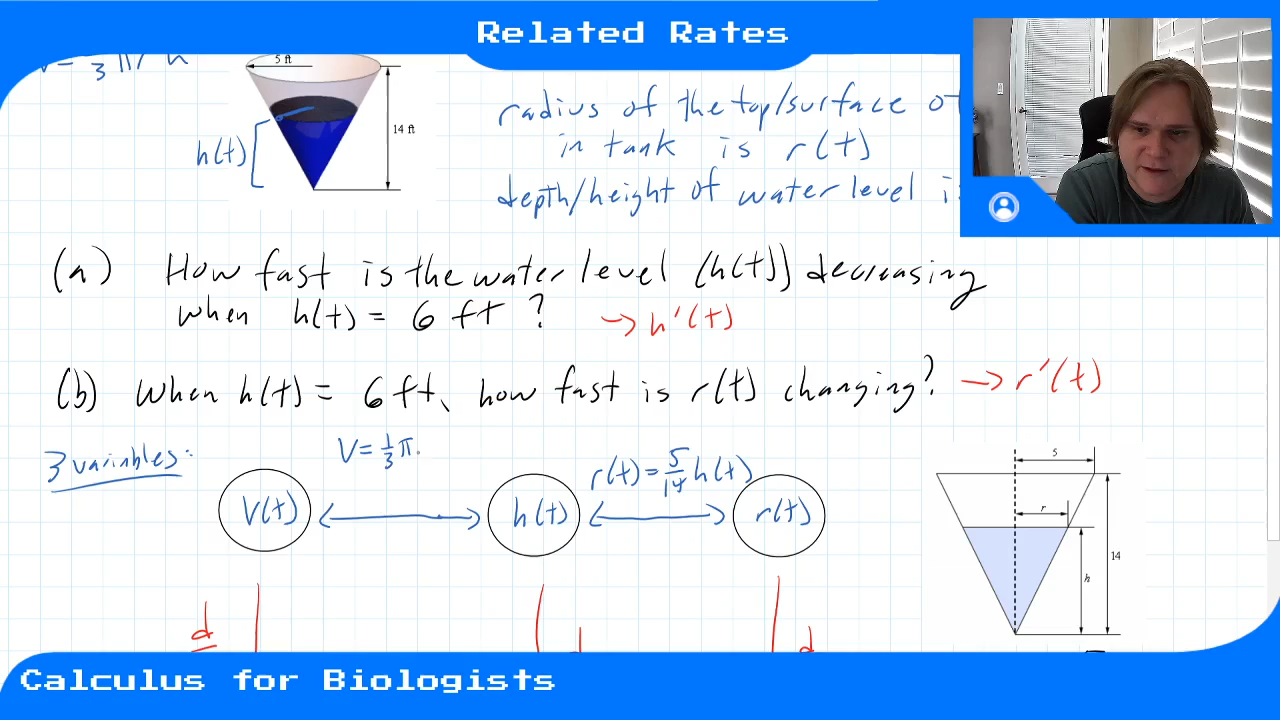 Related Rates
5 ft
14 ft
h(t)
radius of the top/surface of
in tank is r(t)
depth/height of water level is
(a) How fast is the water level (h(t)) decreasing
when h(t) = 6 ft? → h'(t)
(b) When h(t) = 6 ft, how fast is r(t) changing? → r'(t)
3 variables:
V = 1/3 π
r(t) = 5/14 h(t)
V(t) ↔ h(t) ↔ r(t)
5
r
14
h
d
d
d
Calculus for Biologists